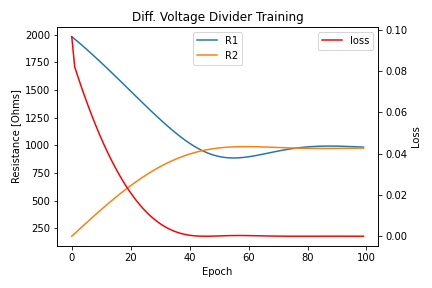 Diff. Voltage Divider Training
R1
R2
loss
Resistance [Ohms]
2000
1750
1500
1250
1000
750
500
250
0.10
0.08
0.06
0.04
0.02
0.00
Loss
0
20
40
60
80
100
Epoch